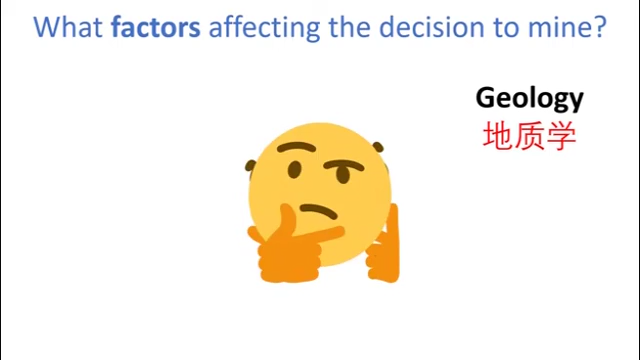 What factors affecting the decision to mine?
Geology
地质学